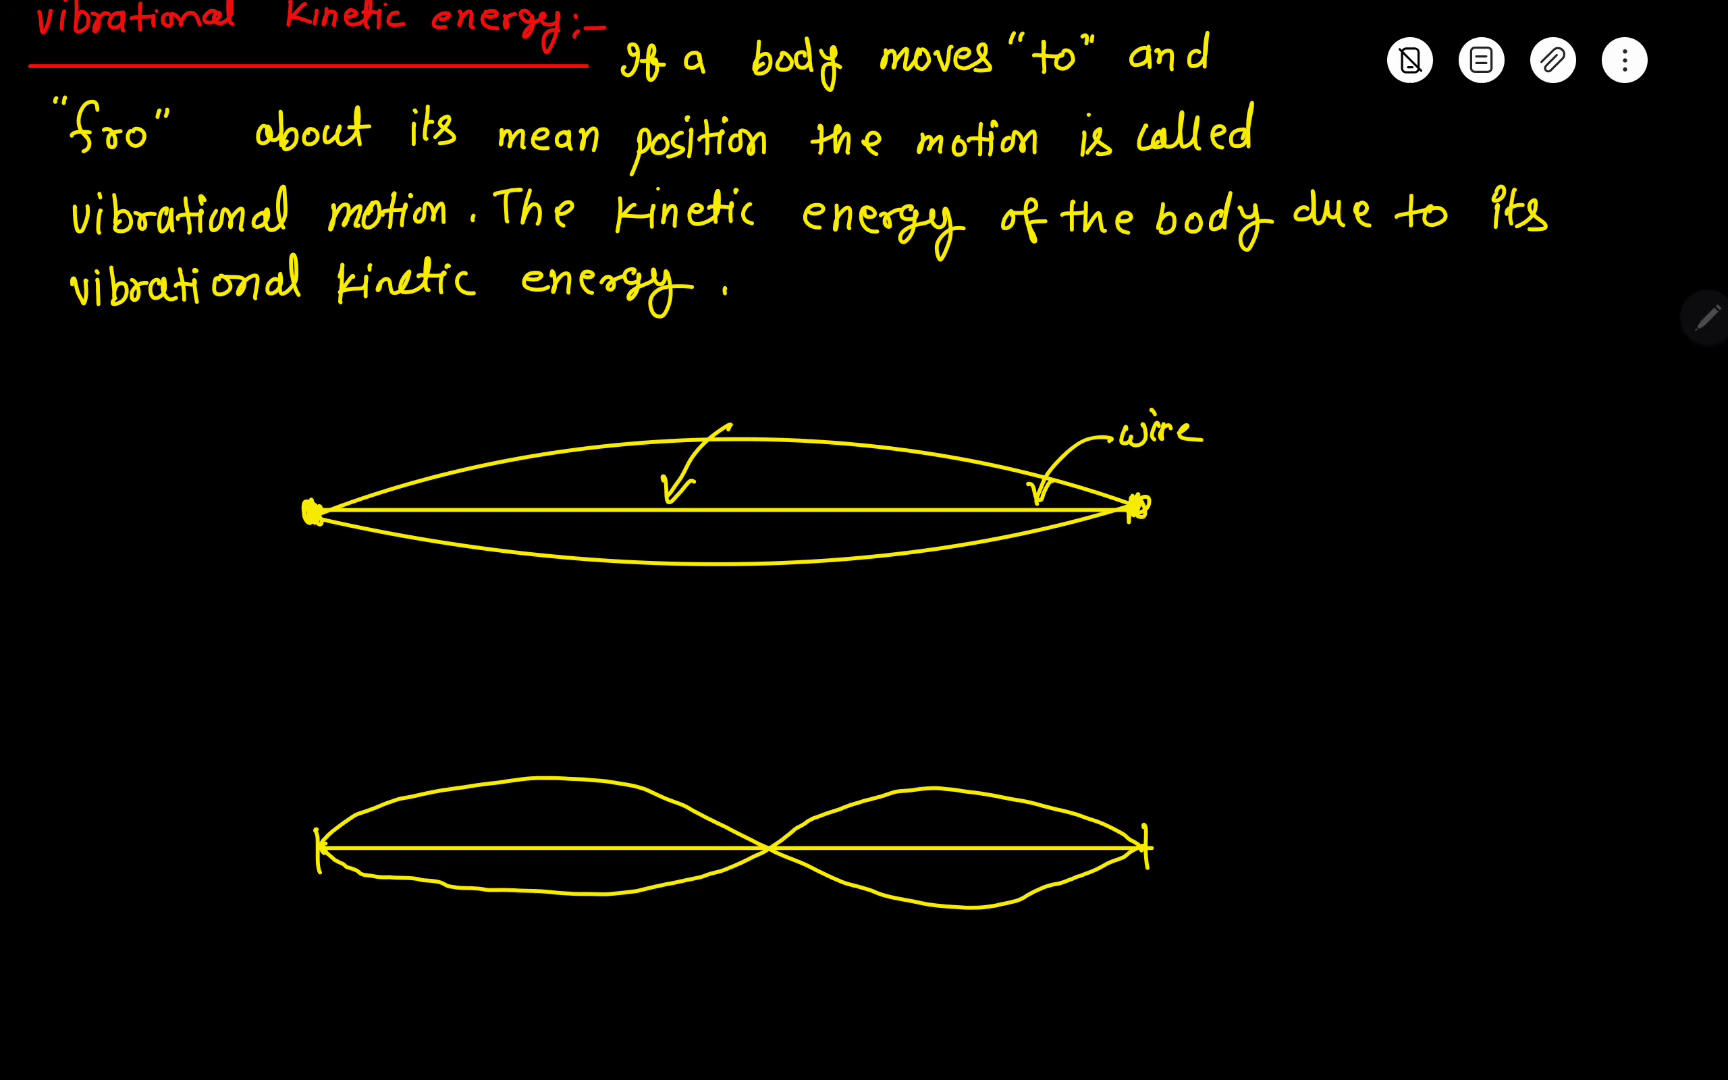 vibrational Kinetic energy:-
If a body moves "to" and
"fro" about its mean position the motion is called
vibrational motion. The Kinetic energy of the body due to its
vibrational kinetic energy.
wire